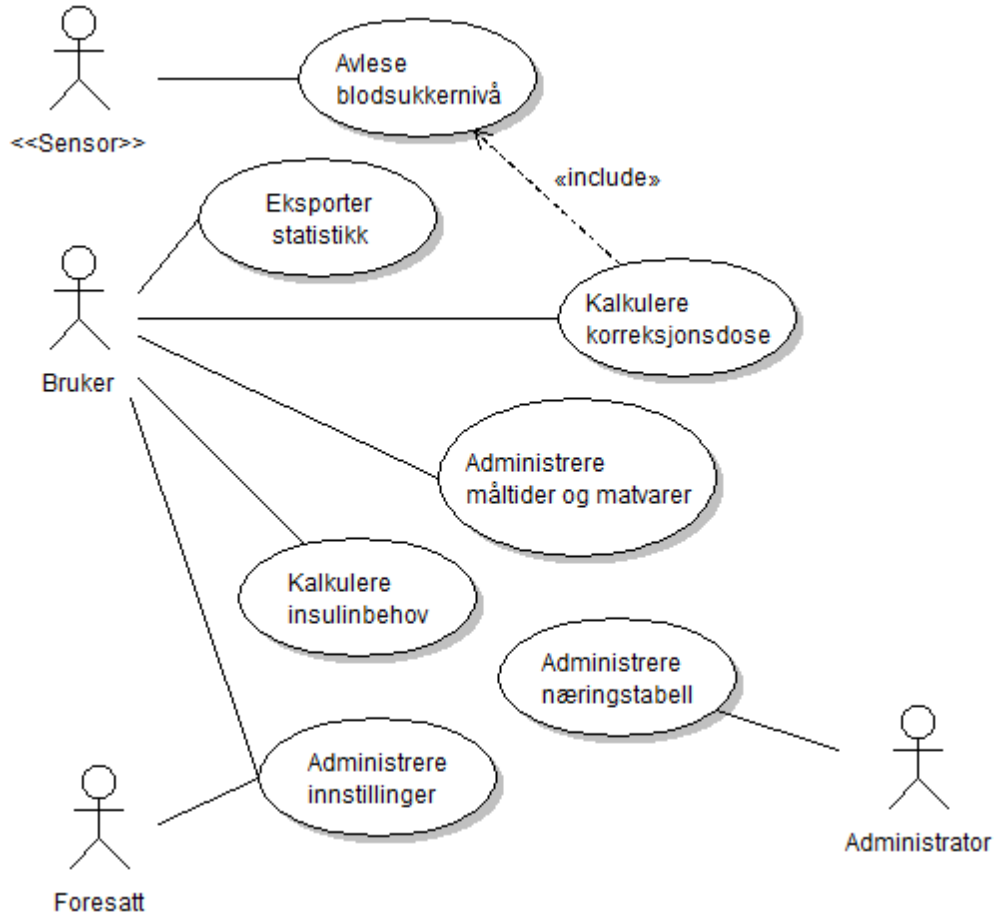 Avlese
blodsukkernivå
<<Sensor>>
«include»
Eksporter
statistikk
Kalkulere
korreksjonsdose
Bruker
Administrere
måltider og matvarer
Kalkulere
insulinbehov
Administrere
næringstabell
Administrere
innstillinger
Administrator
Foresatt